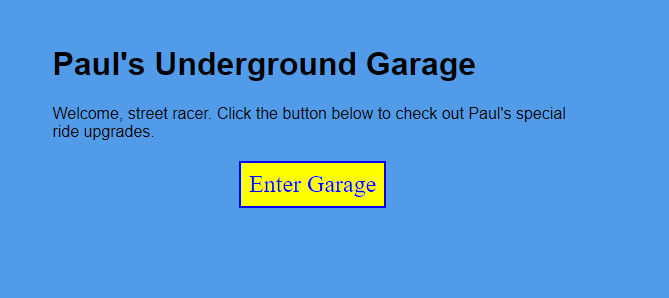 Paul's Underground Garage
Welcome, street racer. Click the button below to check out Paul's special
ride upgrades.
Enter Garage